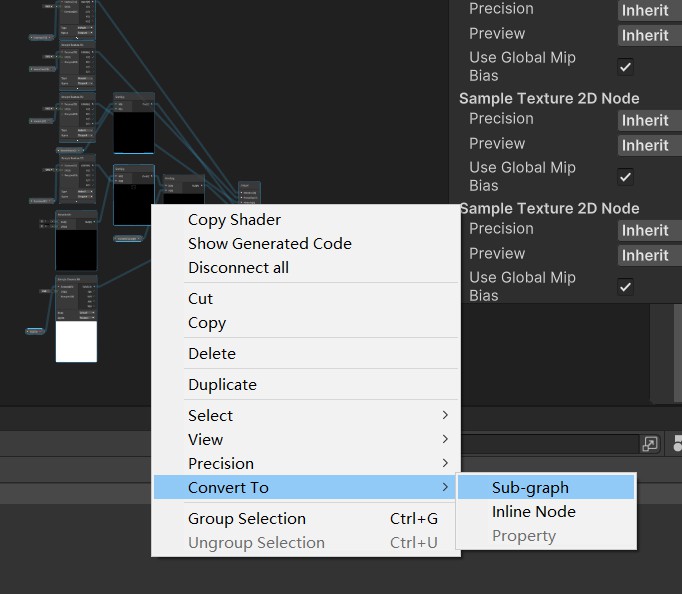 Precision
Inherit
Preview
Inherit
Use Global Mip
Bias
Sample Texture 2D Node
Precision
Inherit
Preview
Inherit
Use Global Mip
Bias
Sample Texture 2D Node
Precision
Inherit
Preview
Inherit
Use Global Mip
Bias
Copy Shader
Show Generated Code
Disconnect all
Cut
Copy
Delete
Duplicate
Select
View
Precision
Convert To
Group Selection Ctrl+G
Ungroup Selection Ctrl+U
Sub-graph
Inline Node
Property